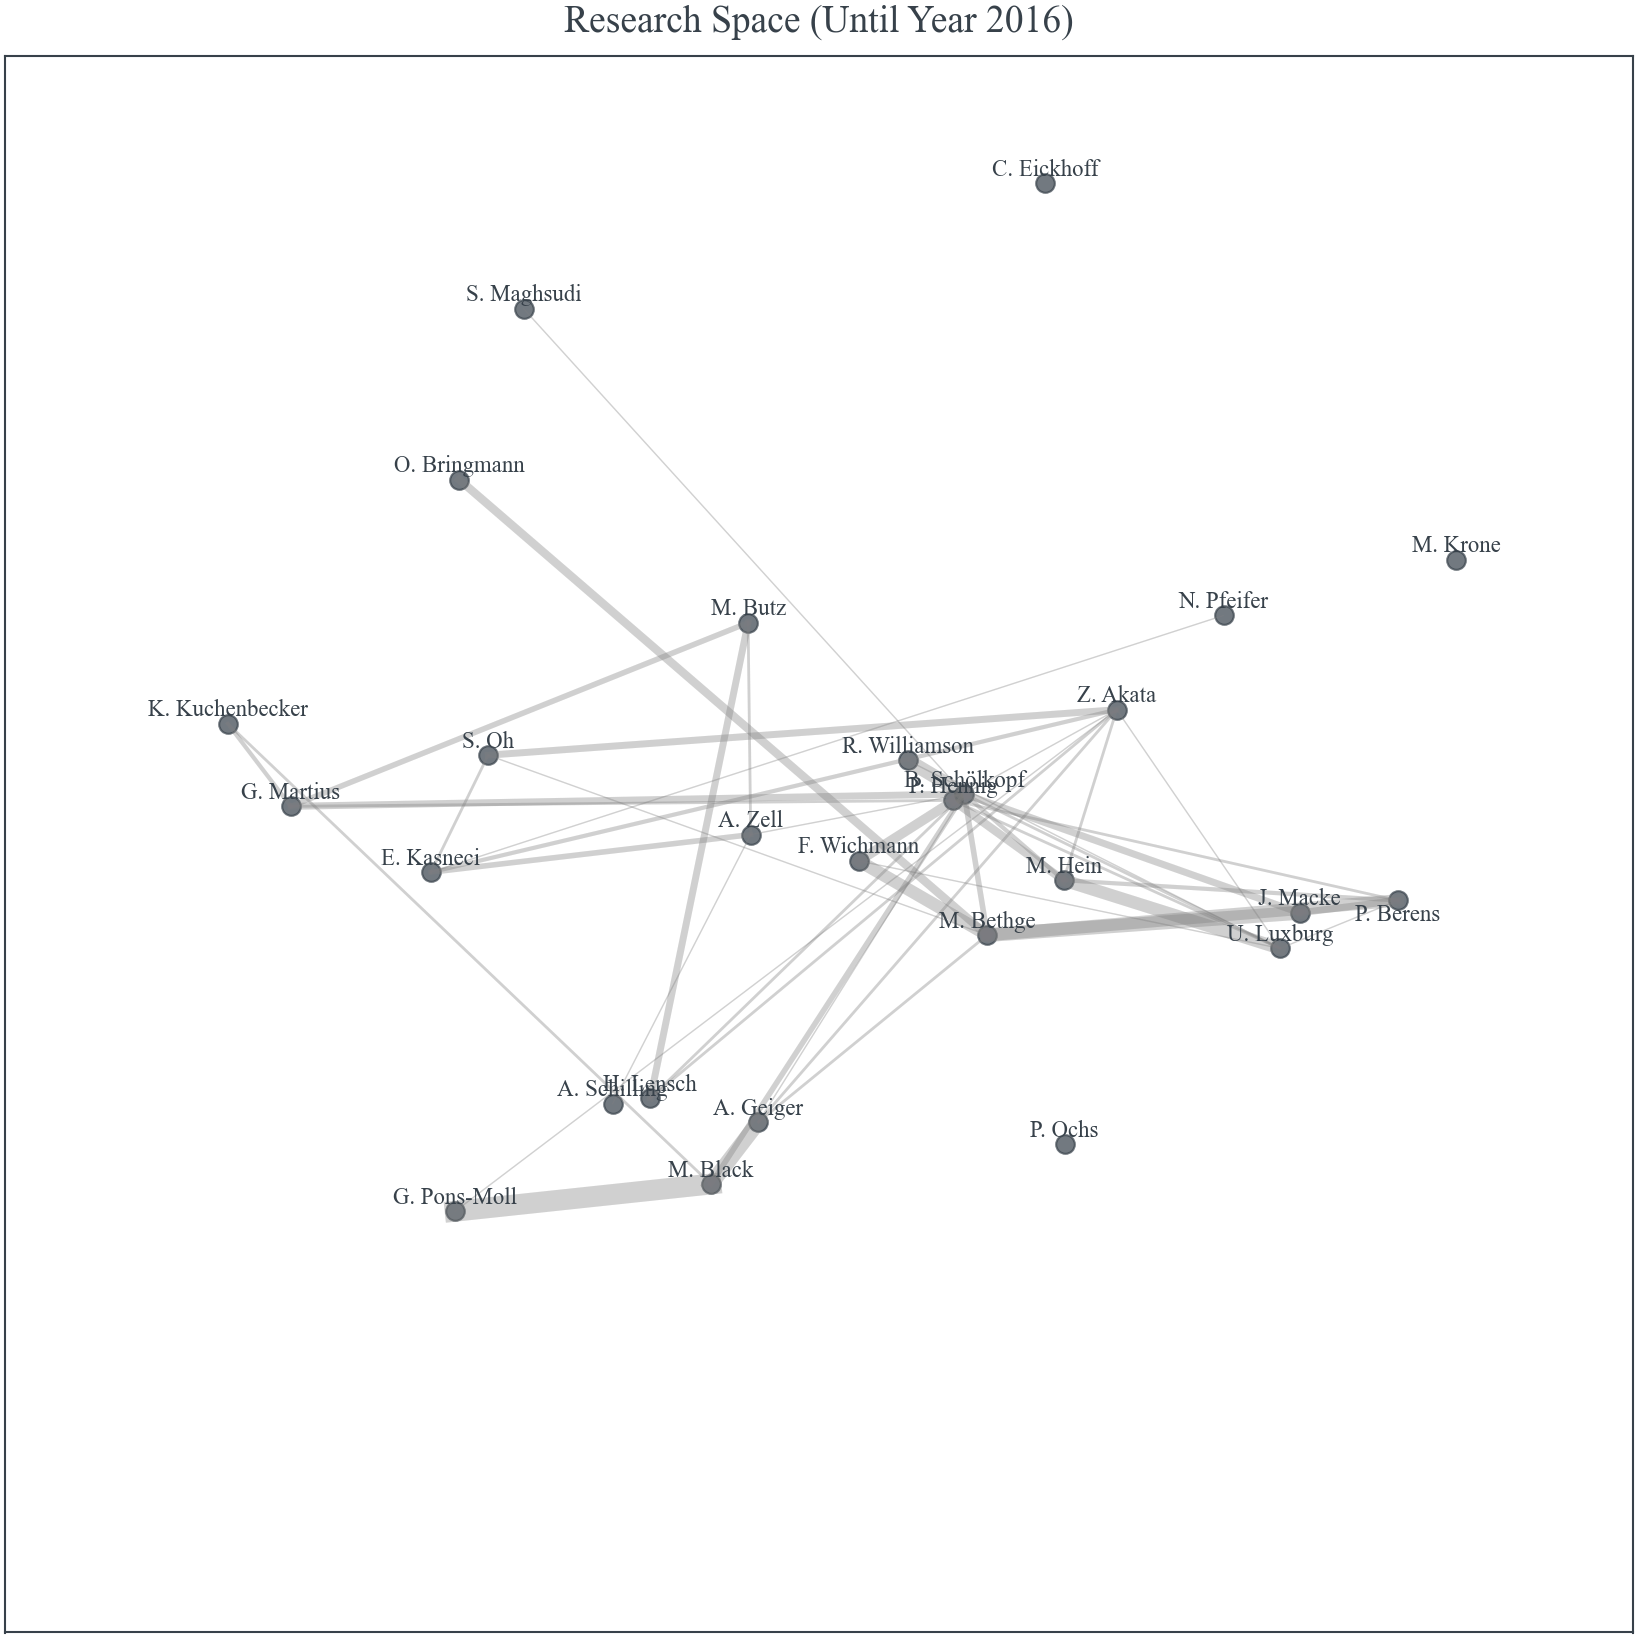 Research Space (Until Year 2016)
C. Eickhoff
S. Maghsudi
O. Bringmann
M. Krone
N. Pfeifer
M. Butz
Z. Akata
K. Kuchenbecker
S. Oh
R. Williamson
B. Schölkopf
P. Hennig
G. Martius
A. Zell
F. Wichmann
E. Kasneci
M. Hein
J. Macke
P. Berens
M. Bethge
U. Luxburg
H. Lensch
A. Schilling
A. Geiger
P. Ochs
M. Black
G. Pons-Moll